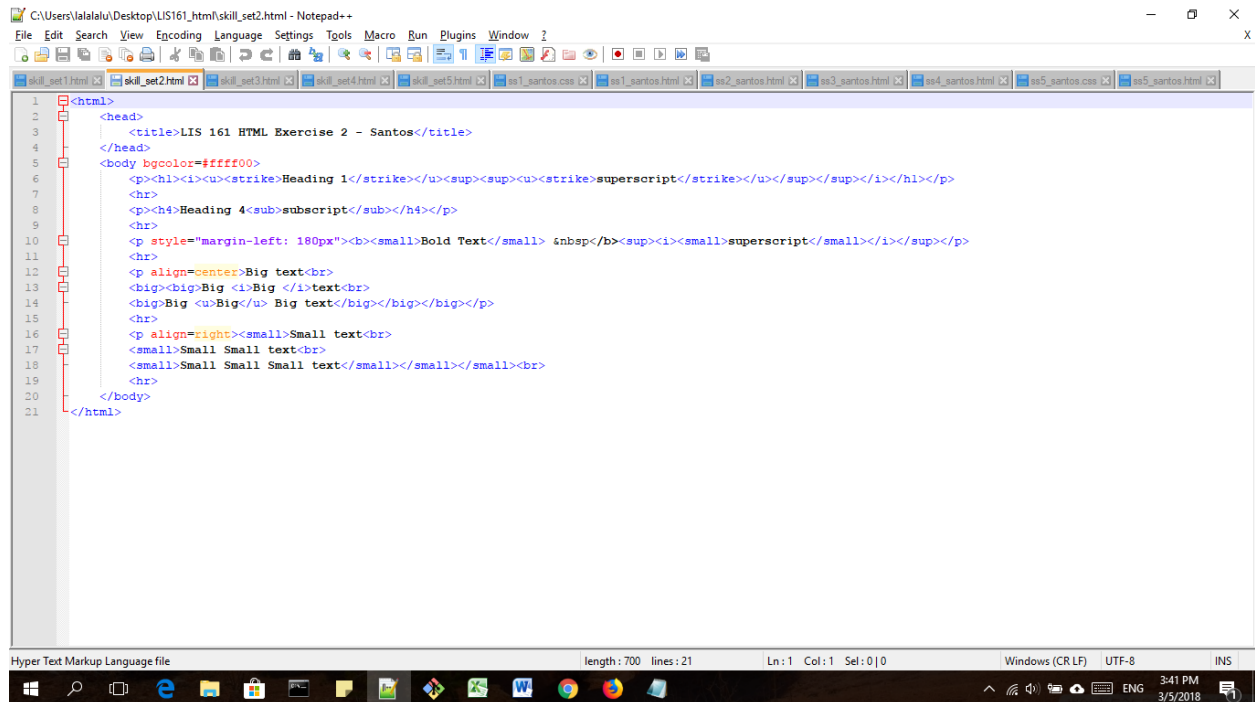 C:\Users\lalalalu\Desktop\LIS161_html\skill_set2.html - Notepad++
File Edit Search View Encoding Language Settings Tools Macro Run Plugins Window ? X
skill_set1.html skill_set2.html skill_set3.html skill_set4.html skill_set5.html ss1_santos.css ss1_santos.html ss2_santos.html ss3_santos.html ss4_santos.html ss5_santos.css ss5_santos.html
1 <html>
2 <head>
3 <title>LIS 161 HTML Exercise 2 - Santos</title>
4 </head>
5 <body bgcolor=#ffff00>
6 <p><h1><i><u><strike>Heading 1</strike></u><sup><sup><u><strike>superscript</strike></u></sup></sup></i></h1></p>
7 <hr>
8 <p><h4>Heading 4<sub>subscript</sub></h4></p>
9 <hr>
10 <p style="margin-left: 180px"><b><small>Bold Text</small> &nbsp</b><sup><i><small>superscript</small></i></sup></p>
11 <hr>
12 <p align=center>Big text<br>
13 <big><big>Big <i>Big </i>text<br>
14 <big>Big <u>Big</u> Big text</big></big></big></p>
15 <hr>
16 <p align=right><small>Small text<br>
17 <small>Small Small text<br>
18 <small>Small Small Small text</small></small></small><br>
19 <hr>
20 </body>
21 </html>
Hyper Text Markup Language file length : 700 lines : 21 Ln : 1 Col : 1 Sel : 0 | 0 Windows (CR LF) UTF-8 INS
ENG 3:41 PM
3/5/2018